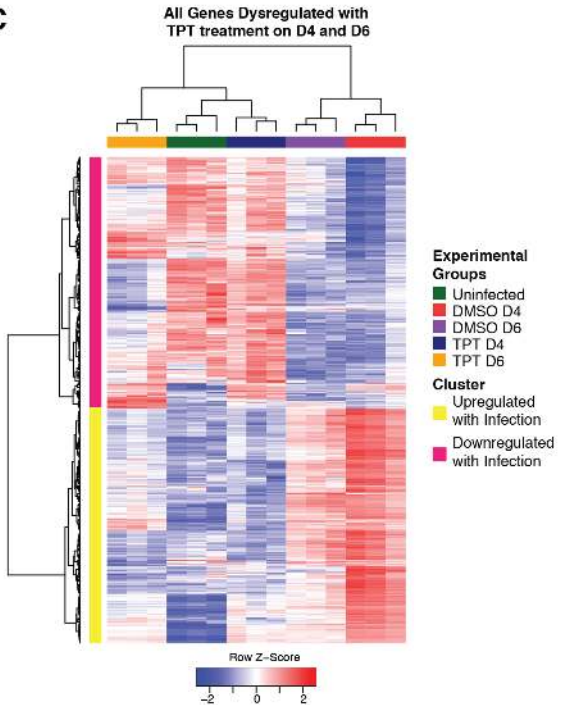 C
All Genes Dysregulated with
TPT treatment on D4 and D6
Experimental
Groups
Uninfected
DMSO D4
DMSO D6
TPT D4
TPT D6
Cluster
Upregulated
with Infection
Downregulated
with Infection
Row Z-Score
-2 0 2